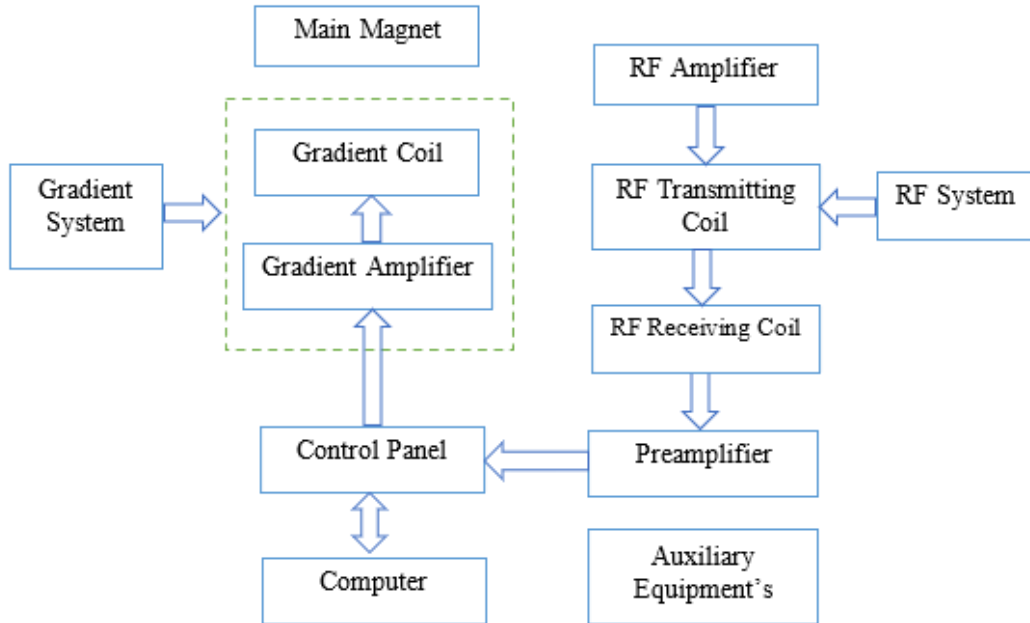 Main Magnet
RF Amplifier
Gradient Coil
Gradient
System
RF Transmitting
Coil
RF System
Gradient Amplifier
RF Receiving Coil
Control Panel
Preamplifier
Computer
Auxiliary
Equipment’s